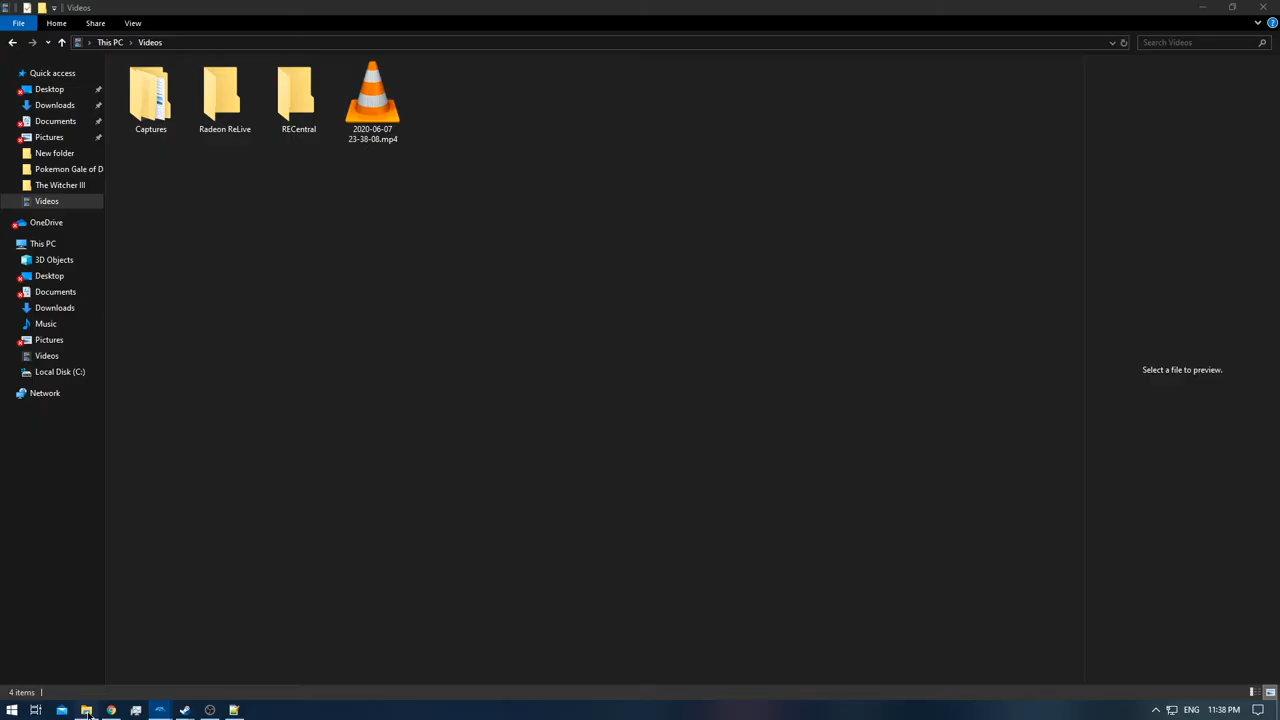 Videos
File Home Share View
This PC Videos
Search Videos
Quick access
Desktop
Downloads
Documents
Pictures
New folder
Pokemon Gale of D
The Witcher III
Videos
OneDrive
This PC
3D Objects
Desktop
Documents
Downloads
Music
Pictures
Videos
Local Disk (C:)
Network
Captures
Radeon ReLive
RECentral
2020-06-07
23-38-08.mp4
Select a file to preview.
4 items
ENG 11:38 PM